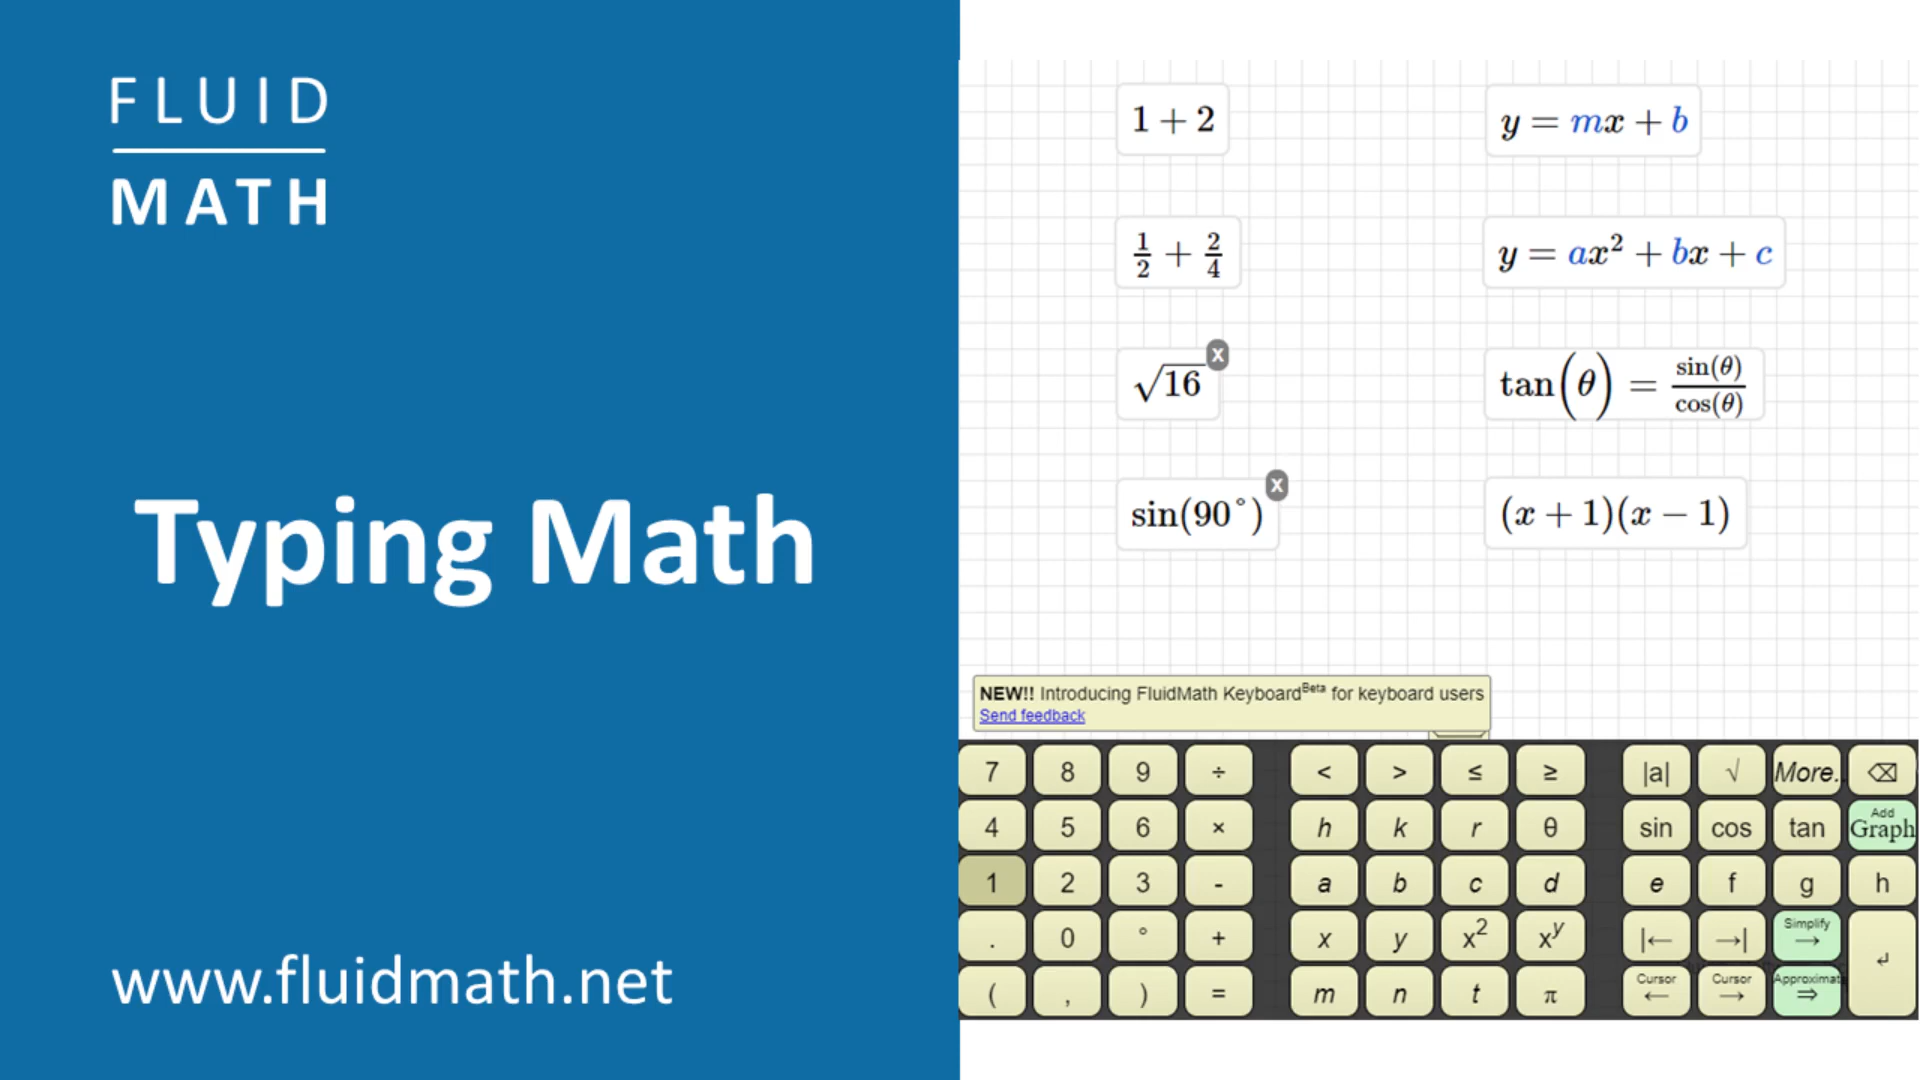 FLUID
MATH
Typing Math
www.fluidmath.net
1 + 2
y = mx + b
1/2 + 2/4
y = ax² + bx + c
√16
x
tan(θ) = sin(θ)/cos(θ)
sin(90°)
x
(x + 1)(x − 1)
NEW!! Introducing FluidMath Keyboard^Beta for keyboard users
Send feedback
7 8 9 ÷ < > ≤ ≥ |a| √ More. ⌫
4 5 6 × h k r θ sin cos tan Add Graph
1 2 3 - a b c d e f g h
. 0 ° + x y x² x^y |← →| Simplify → ↵
( , ) = m n t π Cursor ← Cursor → Approximat ⇒